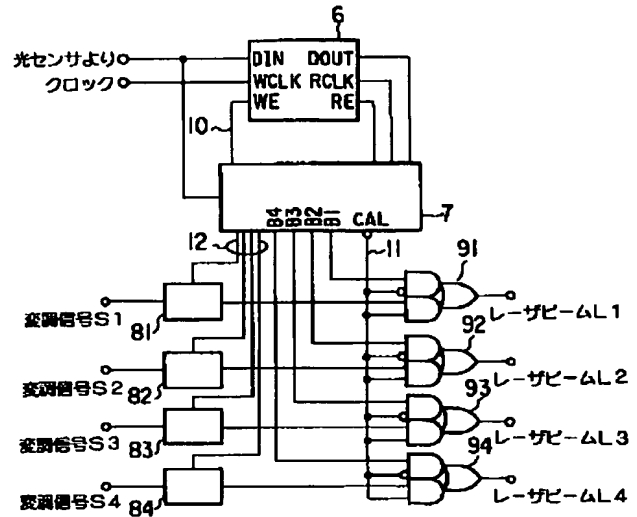 6
光センサより
DIN DOUT
クロック
WCLK RCLK
WE RE
10
B4 B3 B2 B1 CAL
7
12
11
91
変調信号S1
81
レーザビームL1
92
変調信号S2
82
レーザビームL2
93
変調信号S3
83
レーザビームL3
94
変調信号S4
84
レーザビームL4